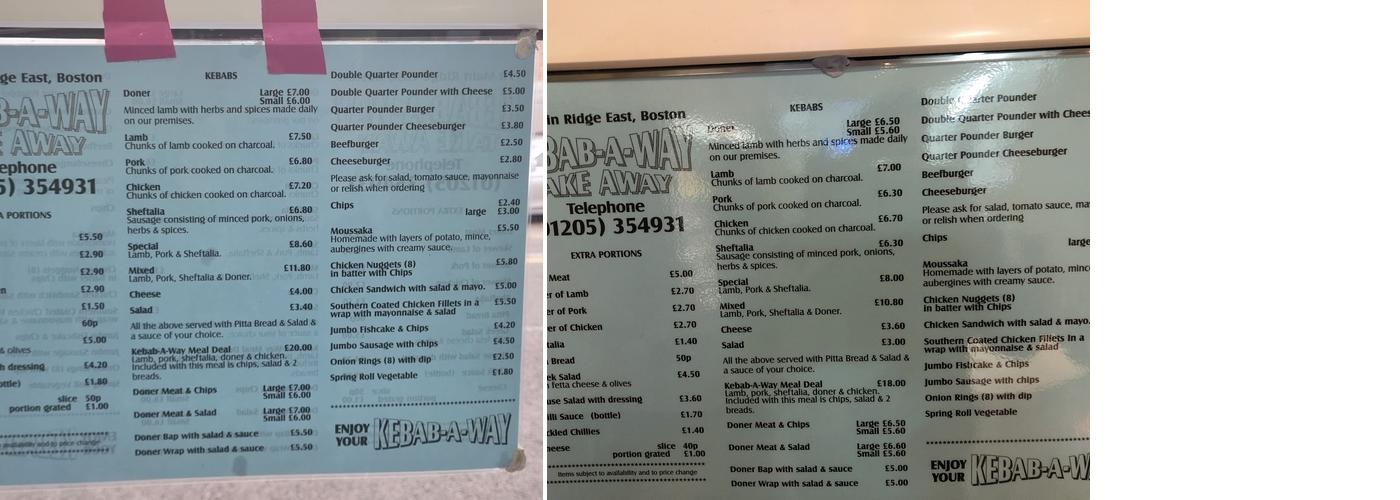 ge East, Boston
B-A-WAY
E AWAY
ephone
5) 354931
A PORTIONS
£5.50
£2.90
£2.90
n £2.90
£1.50
60p
£5.00
& olives
h dressing £4.20
ottle) £1.80
slice 50p
portion grated £1.00
availability and to price change
KEBABS
Doner Large £7.00
Small £6.00
Minced lamb with herbs and spices made daily
on our premises.
Lamb £7.50
Chunks of lamb cooked on charcoal.
Pork £6.80
Chunks of pork cooked on charcoal.
Chicken £7.20
Chunks of chicken cooked on charcoal.
Sheftalia £6.80
Sausage consisting of minced pork, onions,
herbs & spices.
Special £8.60
Lamb, Pork & Sheftalia.
Mixed £11.80
Lamb, Pork, Sheftalia & Doner.
Cheese £4.00
Salad £3.40
All the above served with Pitta Bread & Salad &
a sauce of your choice.
Kebab-A-Way Meal Deal £20.00
Lamb, pork, sheftalia, doner & chicken.
Included with this meal is chips, salad & 2
breads.
Doner Meat & Chips Large £7.00
Small £6.00
Doner Meat & Salad Large £7.00
Small £6.00
Doner Bap with salad & sauce £5.50
Doner Wrap with salad & sauce £5.50
Double Quarter Pounder £4.50
Double Quarter Pounder with Cheese £5.00
Quarter Pounder Burger £3.50
Quarter Pounder Cheeseburger £3.80
Beefburger £2.50
Cheeseburger £2.80
Please ask for salad, tomato sauce, mayonnaise
or relish when ordering
Chips £2.40
large £3.00
Moussaka £5.50
Homemade with layers of potato, mince,
aubergines with creamy sauce.
Chicken Nuggets (8) £5.80
in batter with Chips
Chicken Sandwich with salad & mayo. £5.00
Southern Coated Chicken Fillets in a £5.50
wrap with mayonnaise & salad
Jumbo Fishcake & Chips £4.20
Jumbo Sausage with chips £4.50
Onion Rings (8) with dip £2.50
Spring Roll Vegetable £1.80
ENJOY
YOUR KEBAB-A-WAY
in Ridge East, Boston
BAB-A-WAY
AKE AWAY
Telephone
01205) 354931
EXTRA PORTIONS
Meat £5.00
er of Lamb £2.70
er of Pork £2.70
er of Chicken £2.70
talia £1.40
Bread 50p
ek Salad £4.50
fetta cheese & olives
use Salad with dressing £3.60
illi Sauce (bottle) £1.70
ckled Chillies £1.40
heese slice 40p
portion grated £1.00
Items subject to availability and to price change
KEBABS
Doner Large £6.50
Small £5.60
Minced lamb with herbs and spices made daily
on our premises.
Lamb £7.00
Chunks of lamb cooked on charcoal.
Pork £6.30
Chunks of pork cooked on charcoal.
Chicken £6.70
Chunks of chicken cooked on charcoal.
Sheftalia £6.30
Sausage consisting of minced pork, onions,
herbs & spices.
Special £8.00
Lamb, Pork & Sheftalia.
Mixed £10.80
Lamb, Pork, Sheftalia & Doner.
Cheese £3.60
Salad £3.00
All the above served with Pitta Bread & Salad &
a sauce of your choice.
Kebab-A-Way Meal Deal £18.00
Lamb, pork, sheftalia, doner & chicken.
Included with this meal is chips, salad & 2
breads.
Doner Meat & Chips Large £6.50
Small £5.60
Doner Meat & Salad Large £6.60
Small £5.60
Doner Bap with salad & sauce £5.00
Doner Wrap with salad & sauce £5.00
Double Quarter Pounder
Double Quarter Pounder with Chees
Quarter Pounder Burger
Quarter Pounder Cheeseburger
Beefburger
Cheeseburger
Please ask for salad, tomato sauce, ma
or relish when ordering
Chips
large
Moussaka
Homemade with layers of potato, minc
aubergines with creamy sauce.
Chicken Nuggets (8)
in batter with Chips
Chicken Sandwich with salad & mayo.
Southern Coated Chicken Fillets in a
wrap with mayonnaise & salad
Jumbo Fishcake & Chips
Jumbo Sausage with chips
Onion Rings (8) with dip
Spring Roll Vegetable
ENJOY
YOUR KEBAB-A-W